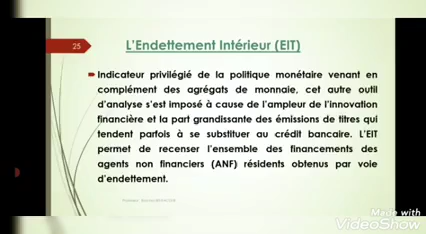 25
L'Endettement Intérieur (EIT)
Indicateur privilégié de la politique monétaire venant en
complément des agrégats de monnaie, cet autre outil
d'analyse s'est imposé à cause de l'ampleur de l'innovation
financière et la part grandissante des émissions de titres qui
tendent parfois à se substituer au crédit bancaire. L'EIT
permet de recenser l'ensemble des financements des
agents non financiers (ANF) résidents obtenus par voie
d'endettement.
Made with
VideoShow